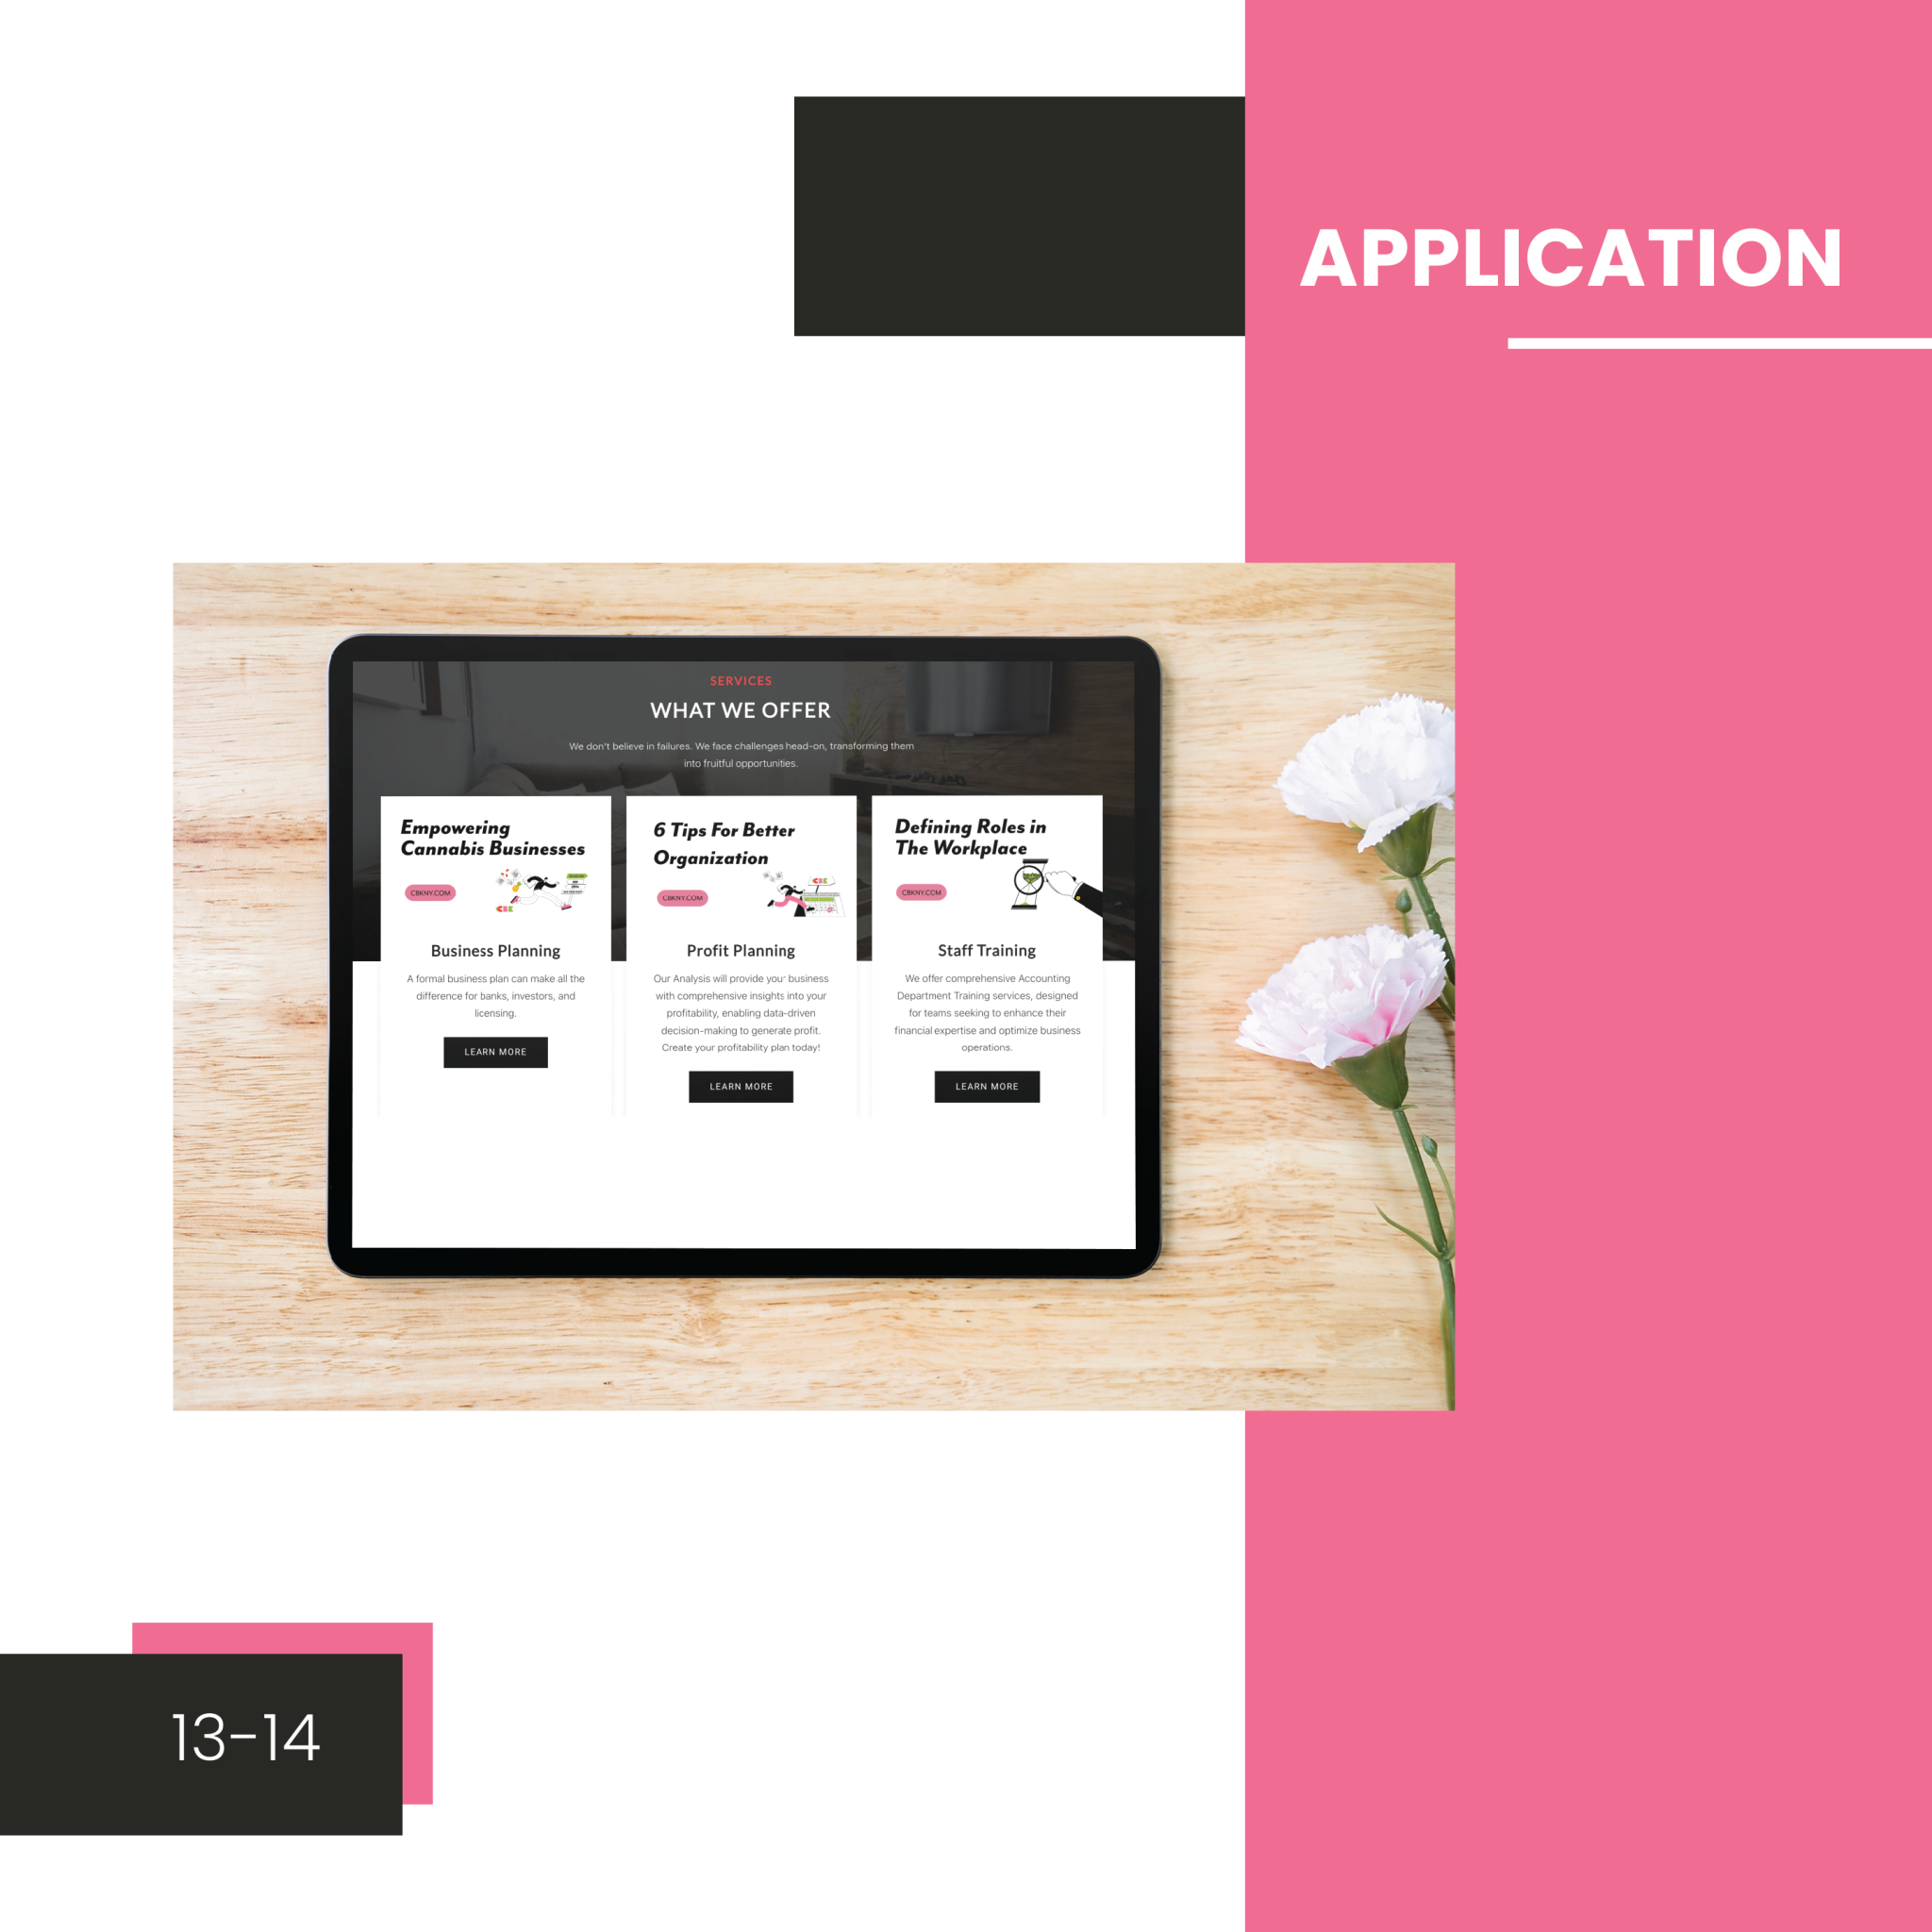 APPLICATION
SERVICES
WHAT WE OFFER
We don't believe in failures. We face challenges head-on, transforming them
into fruitful opportunities.
Empowering
Cannabis Businesses
CBKNY.COM
CBK
Business Planning
A formal business plan can make all the
difference for banks, investors, and
licensing.
LEARN MORE
6 Tips For Better
Organization
CBKNY.COM
CBK
Profit Planning
Our Analysis will provide your business
with comprehensive insights into your
profitability, enabling data-driven
decision-making to generate profit.
Create your profitability plan today!
LEARN MORE
Defining Roles in
The Workplace
CBKNY.COM
Staff Training
We offer comprehensive Accounting
Department Training services, designed
for teams seeking to enhance their
financial expertise and optimize business
operations.
LEARN MORE
13-14